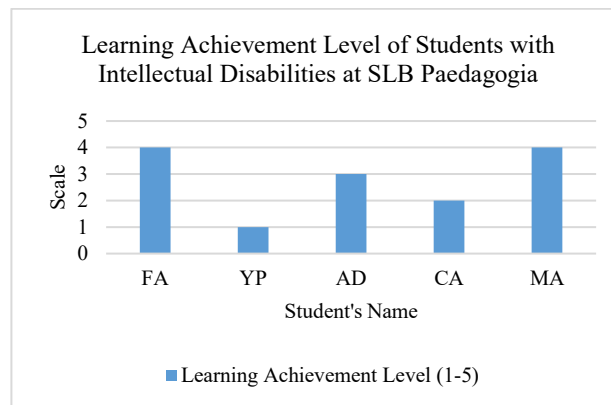 Learning Achievement Level of Students with
Intellectual Disabilities at SLB Paedagogia
5
4
3
2
1
0
Scale
FA YP AD CA MA
Student's Name
Learning Achievement Level (1-5)